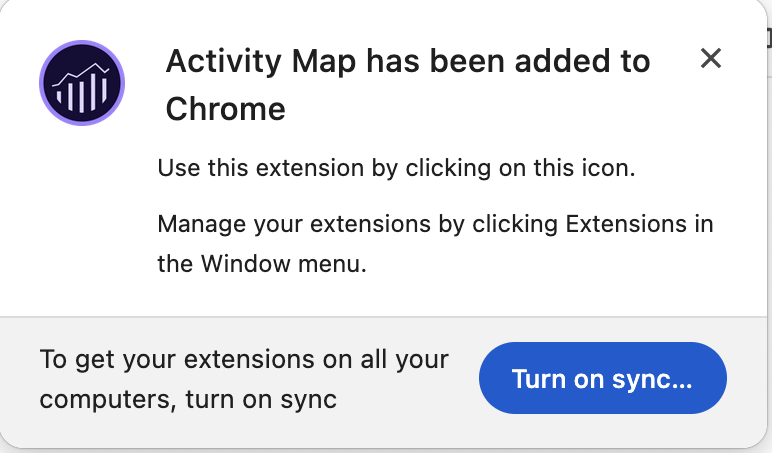 Activity Map has been added to
Chrome
Use this extension by clicking on this icon.
Manage your extensions by clicking Extensions in
the Window menu.
To get your extensions on all your
computers, turn on sync
Turn on sync...